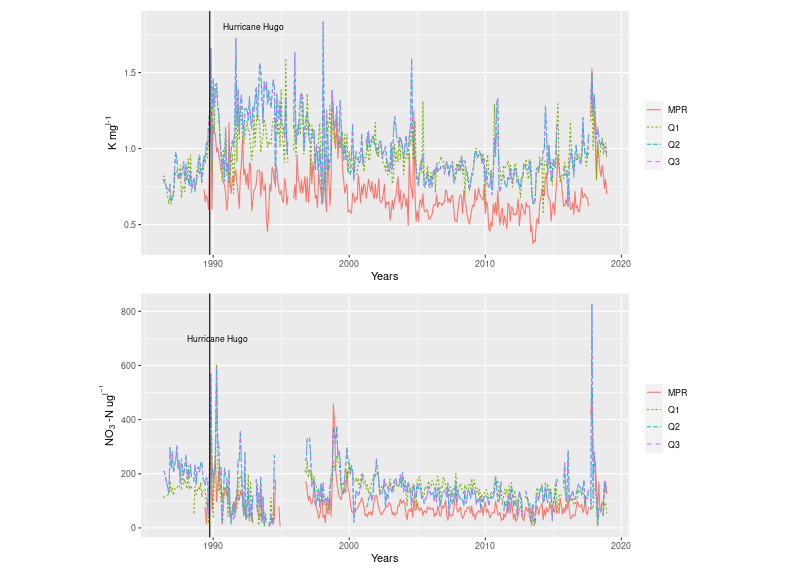 Hurricane Hugo
1.5
1.0
0.5
K mg l⁻¹
1990
2000
2010
2020
Years
MPR
Q1
Q2
Q3
Hurricane Hugo
800
600
400
200
0
NO₃ -N ug l⁻¹
1990
2000
2010
2020
Years
MPR
Q1
Q2
Q3